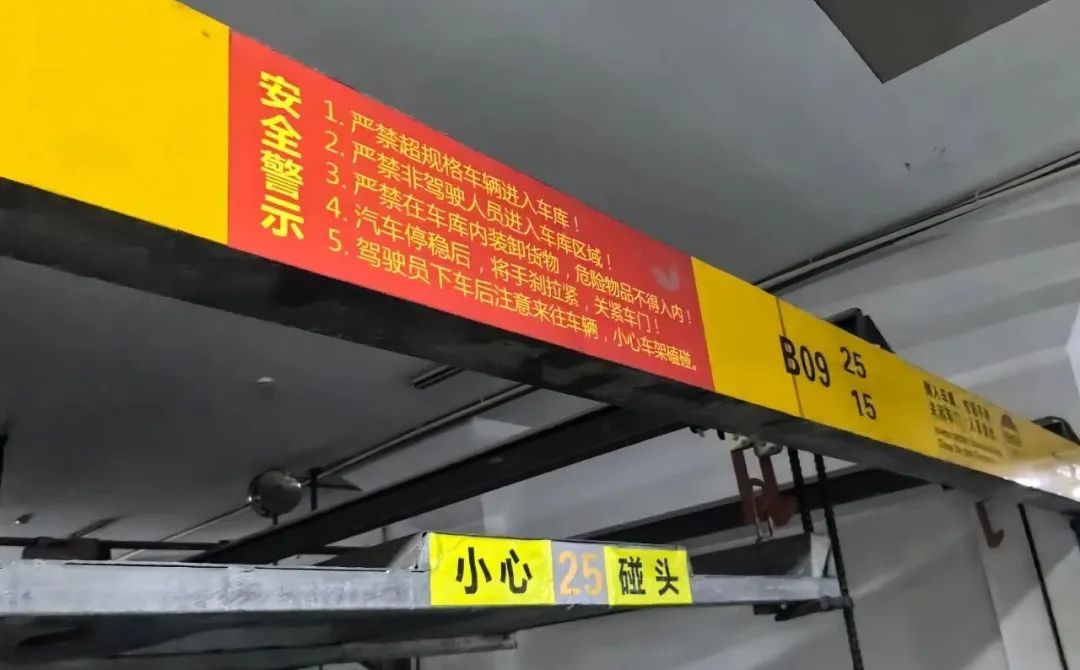 安全警示
1. 严禁超规格车辆进入车库！
2. 严禁非驾驶人员进入车库区域！
3. 严禁在车库内装卸货物，危险物品不得入内！
4. 汽车停稳后，将手刹拉紧，关紧车门！
5. 驾驶员下车后注意来往车辆，小心车架磕碰。
B09
25
15
小心 25 碰头